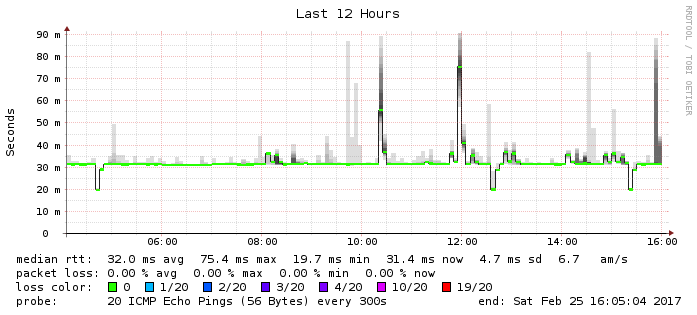 Last 12 Hours
RRDTOOL / TOBI OETIKER
Seconds
90 m
80 m
70 m
60 m
50 m
40 m
30 m
20 m
10 m
0
06:00 08:00 10:00 12:00 14:00 16:00
median rtt: 32.0 ms avg 75.4 ms max 19.7 ms min 31.4 ms now 4.7 ms sd 6.7 am/s
packet loss: 0.00 % avg 0.00 % max 0.00 % min 0.00 % now
loss color: 0 1/20 2/20 3/20 4/20 10/20 19/20
probe: 20 ICMP Echo Pings (56 Bytes) every 300s end: Sat Feb 25 16:05:04 2017